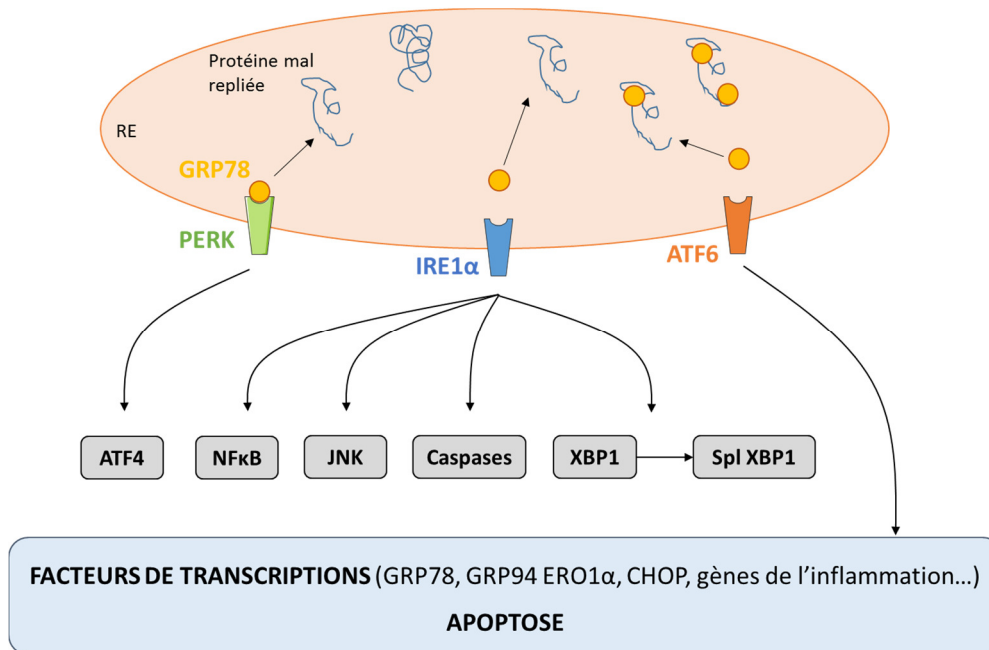 Protéine mal
repliée
RE
GRP78
PERK
IRE1α
ATF6
ATF4
NFκB
JNK
Caspases
XBP1
Spl XBP1
FACTEURS DE TRANSCRIPTIONS (GRP78, GRP94 ERO1α, CHOP, gènes de l'inflammation…)
APOPTOSE